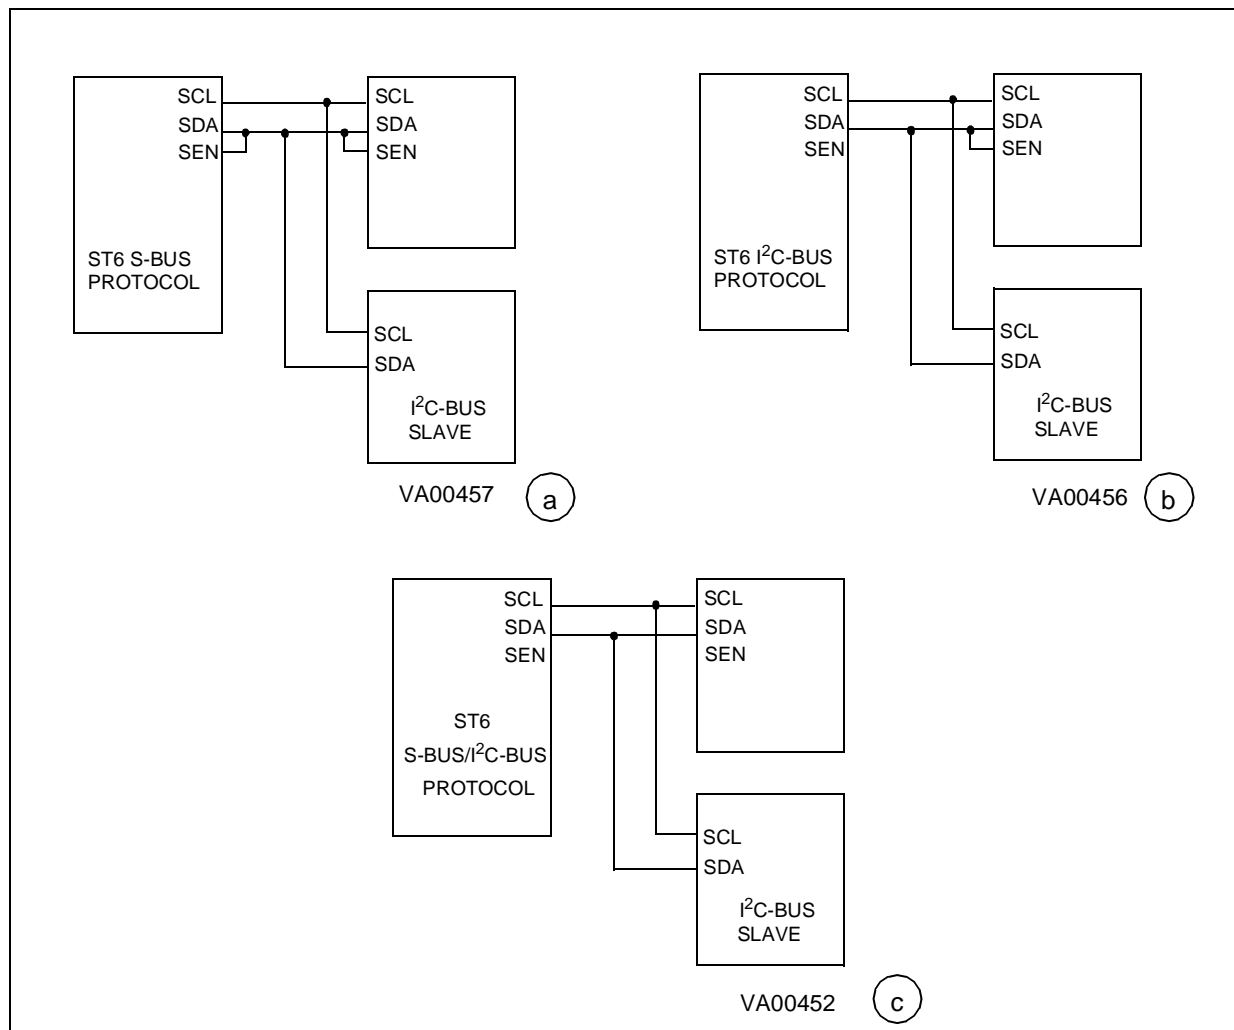 SCL
SDA
SEN
ST6 S-BUS
PROTOCOL
SCL
SDA
SEN
SCL
SDA
I²C-BUS
SLAVE
VA00457
a
SCL
SDA
SEN
ST6 I²C-BUS
PROTOCOL
SCL
SDA
SEN
SCL
SDA
I²C-BUS
SLAVE
VA00456
b
SCL
SDA
SEN
ST6
S-BUS/I²C-BUS
PROTOCOL
SCL
SDA
SEN
SCL
SDA
I²C-BUS
SLAVE
VA00452
c